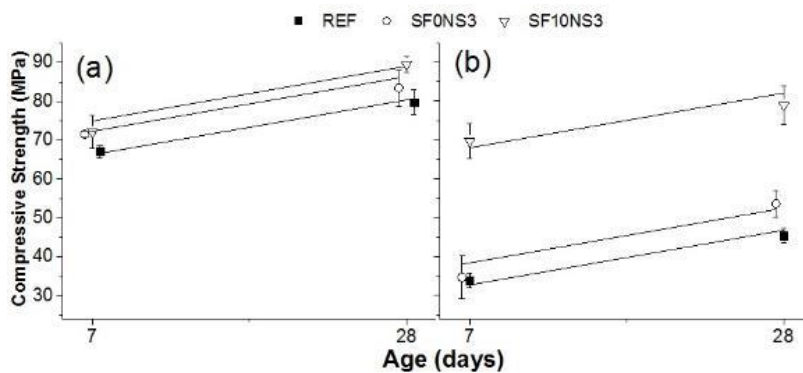 REF SF0NS3 SF10NS3
(a) (b)
Compressive Strength (MPa)
90
80
70
60
50
40
30
7 28 7 28
Age (days)